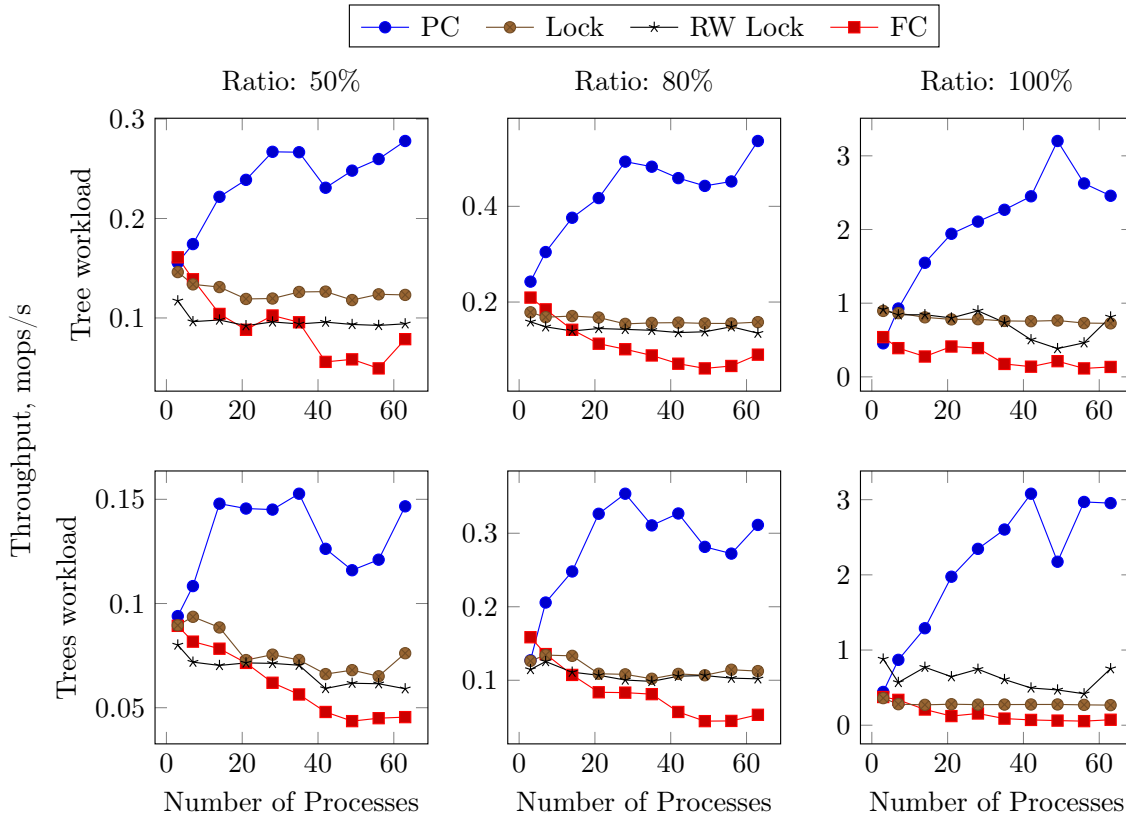 PC Lock RW Lock FC
Ratio: 50% Ratio: 80% Ratio: 100%
Throughput, mops/s
Tree workload
0.3
0.2
0.1
0 20 40 60
0.4
0.2
0 20 40 60
3
2
1
0
0 20 40 60
Trees workload
0.15
0.1
0.05
0 20 40 60
Number of Processes
0.3
0.2
0.1
0 20 40 60
Number of Processes
3
2
1
0
0 20 40 60
Number of Processes